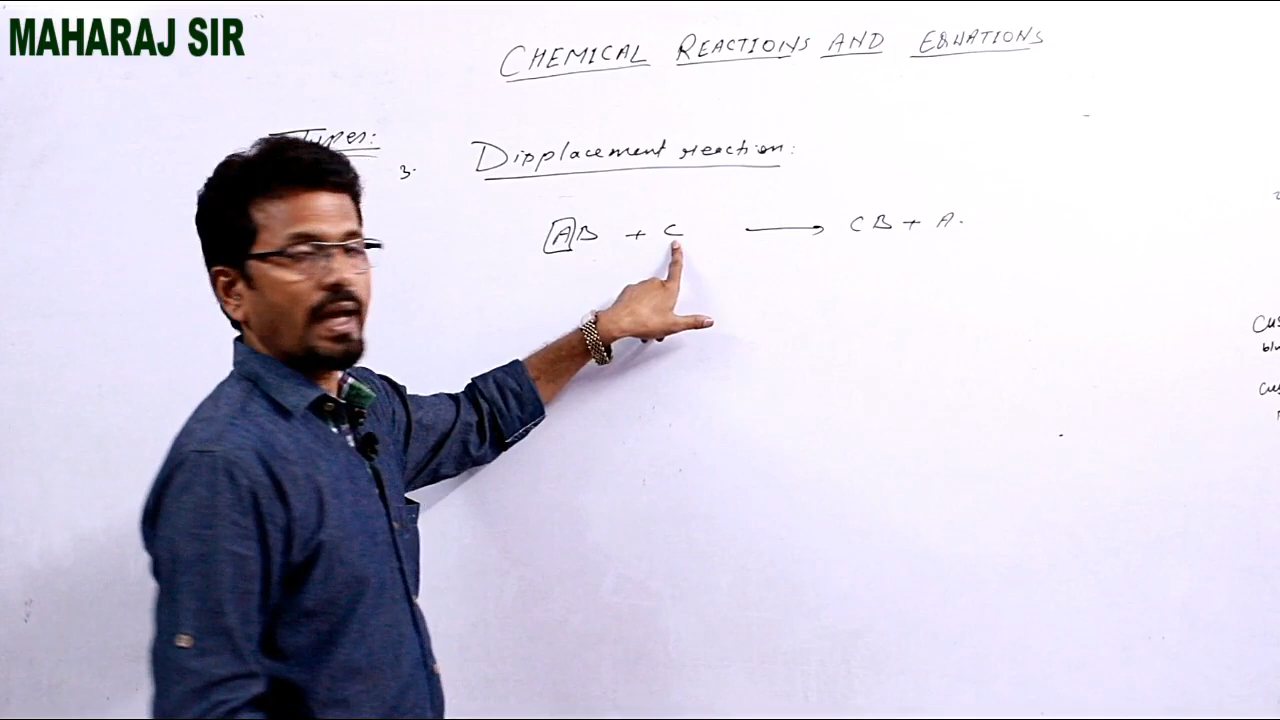 MAHARAJ SIR
CHEMICAL REACTIONS AND EQUATIONS
Types:
3. Dipplacement reaction:
AB + C ⟶ CB + A.